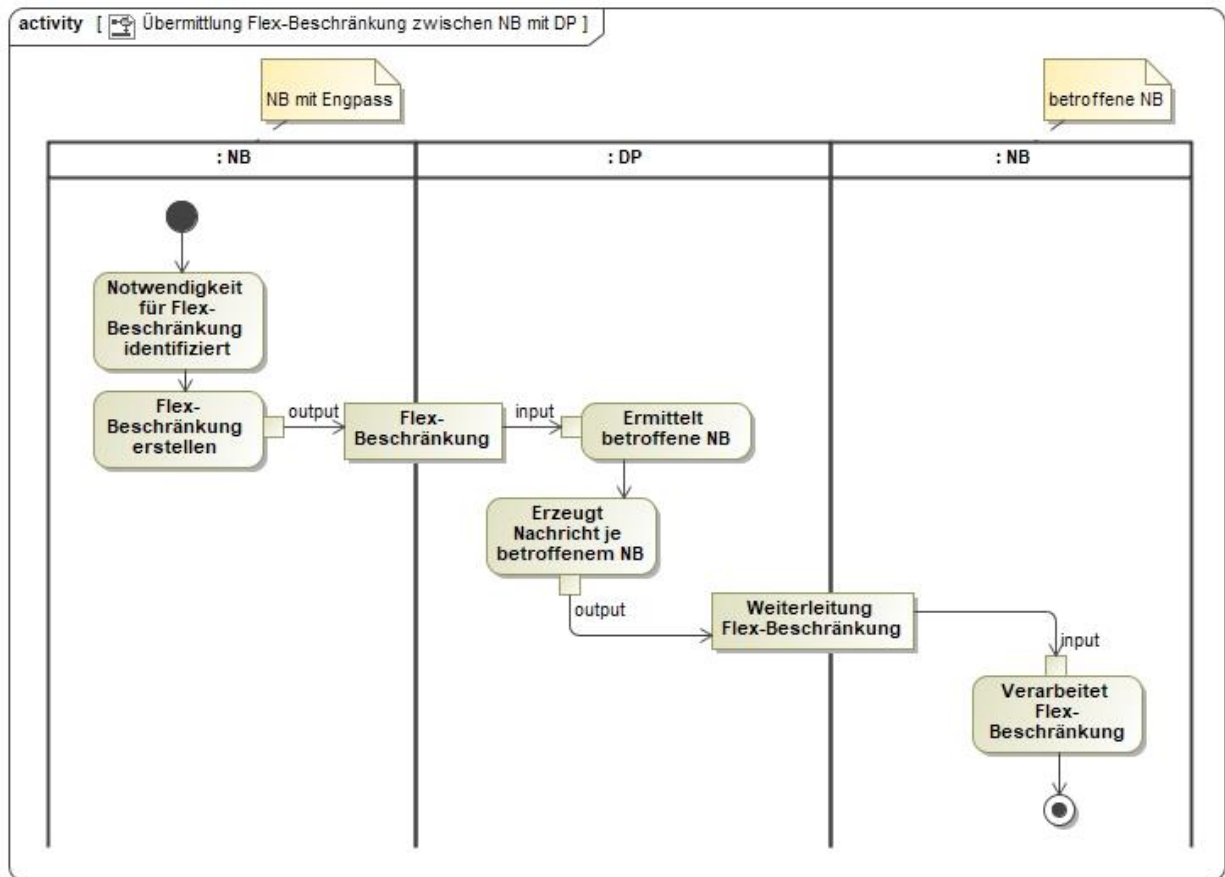 activity [ Übermittlung Flex-Beschränkung zwischen NB mit DP ]
NB mit Engpass
betroffene NB
: NB
: DP
: NB
Notwendigkeit
für Flex-
Beschränkung
identifiziert
Flex-
Beschränkung
erstellen
output
Flex-
Beschränkung
input
Ermittelt
betroffene NB
Erzeugt
Nachricht je
betroffenem NB
output
Weiterleitung
Flex-Beschränkung
input
Verarbeitet
Flex-
Beschränkung